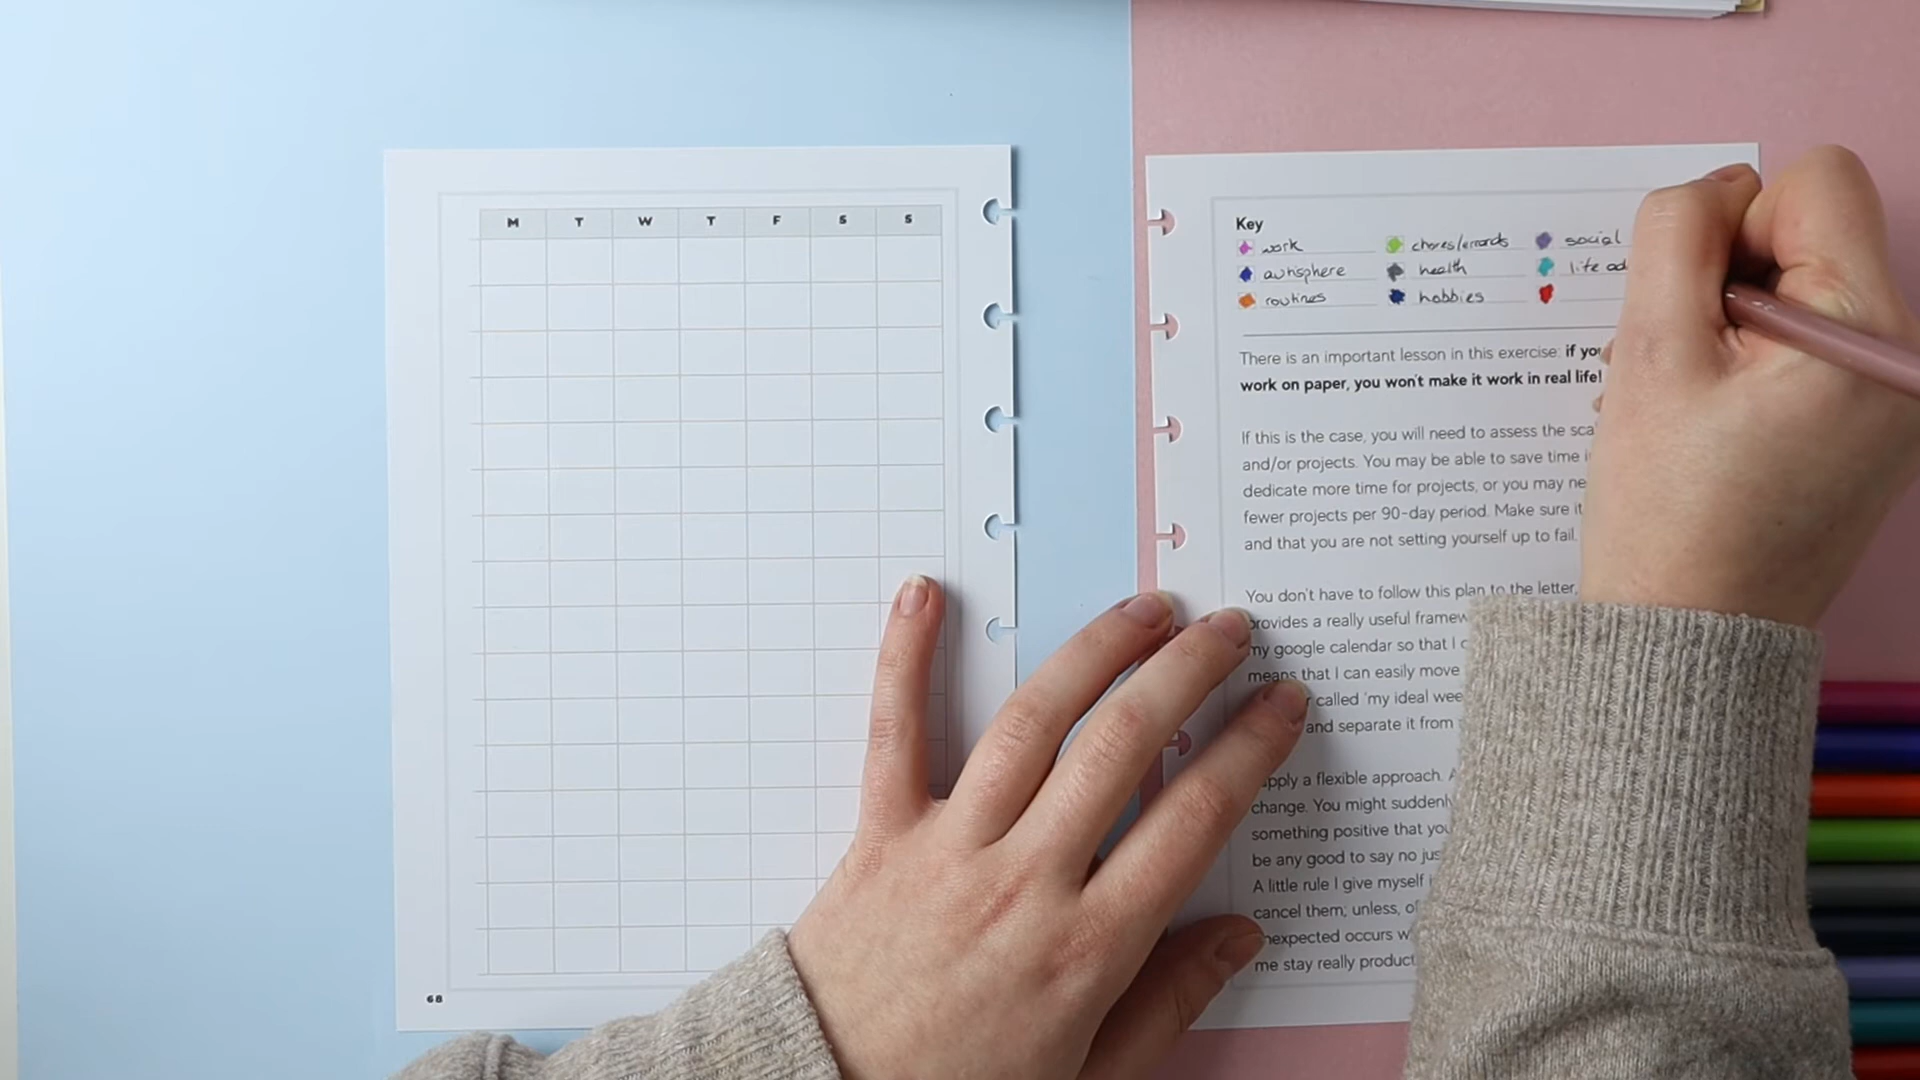 M T W T F S S
68
Key
work chores/errands social
autisphere health life ad
routines hobbies
There is an important lesson in this exercise: if you
work on paper, you won't make it work in real life!
If this is the case, you will need to assess the sca
and/or projects. You may be able to save time i
dedicate more time for projects, or you may ne
fewer projects per 90-day period. Make sure it
and that you are not setting yourself up to fail.
You don't have to follow this plan to the letter,
provides a really useful framew
my google calendar so that I c
means that I can easily move
called 'my ideal wee
and separate it from
apply a flexible approach. A
change. You might suddenly
something positive that you
be any good to say no jus
A little rule I give myself i
cancel them; unless, o
unexpected occurs w
me stay really product